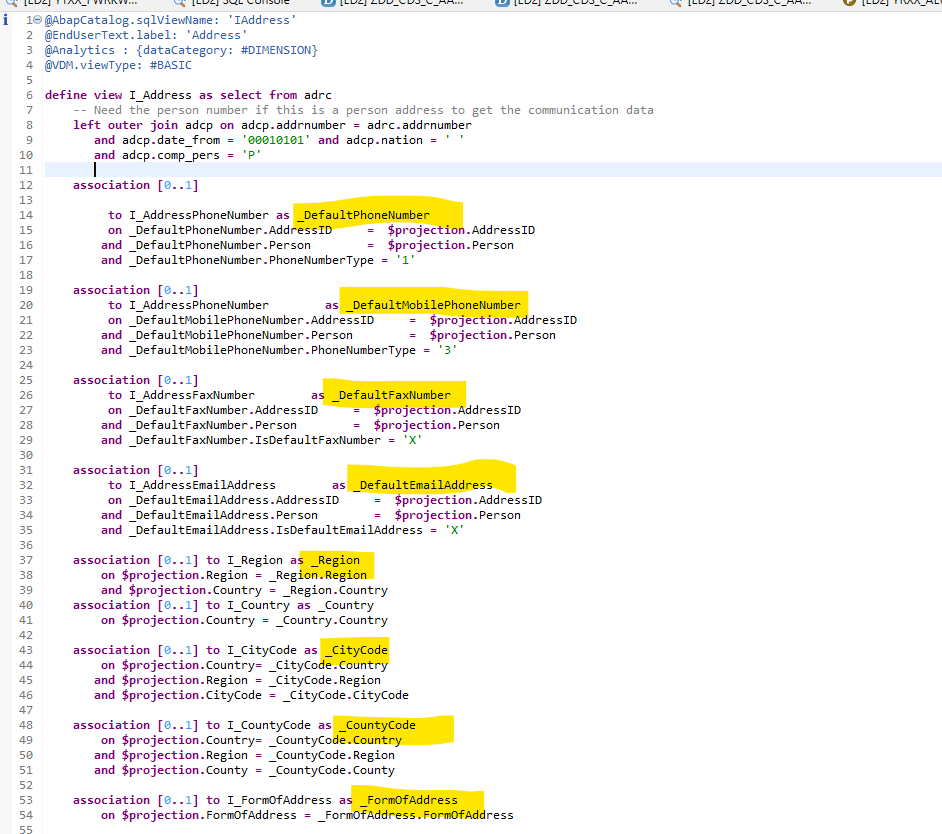 [LD2] SQL Console
[LD2] ZDD_CDS_C_AA...
[LD2] ZDD_CDS_C_AA...
[LD2] ZDD_CDS_C_AA...
1 @AbapCatalog.sqlViewName: 'IAddress'
2 @EndUserText.label: 'Address'
3 @Analytics : {dataCategory: #DIMENSION}
4 @VDM.viewType: #BASIC
5
6 define view I_Address as select from adrc
7 -- Need the person number if this is a person address to get the communication data
8 left outer join adcp on adcp.addrnumber = adrc.addrnumber
9 and adcp.date_from = '00010101' and adcp.nation = ' '
10 and adcp.comp_pers = 'P'
11
12 association [0..1]
13
14 to I_AddressPhoneNumber as _DefaultPhoneNumber
15 on _DefaultPhoneNumber.AddressID = $projection.AddressID
16 and _DefaultPhoneNumber.Person = $projection.Person
17 and _DefaultPhoneNumber.PhoneNumberType = '1'
18
19 association [0..1]
20 to I_AddressPhoneNumber as _DefaultMobilePhoneNumber
21 on _DefaultMobilePhoneNumber.AddressID = $projection.AddressID
22 and _DefaultMobilePhoneNumber.Person = $projection.Person
23 and _DefaultMobilePhoneNumber.PhoneNumberType = '3'
24
25 association [0..1]
26 to I_AddressFaxNumber as _DefaultFaxNumber
27 on _DefaultFaxNumber.AddressID = $projection.AddressID
28 and _DefaultFaxNumber.Person = $projection.Person
29 and _DefaultFaxNumber.IsDefaultFaxNumber = 'X'
30
31 association [0..1]
32 to I_AddressEmailAddress as _DefaultEmailAddress
33 on _DefaultEmailAddress.AddressID = $projection.AddressID
34 and _DefaultEmailAddress.Person = $projection.Person
35 and _DefaultEmailAddress.IsDefaultEmailAddress = 'X'
36
37 association [0..1] to I_Region as _Region
38 on $projection.Region = _Region.Region
39 and $projection.Country = _Region.Country
40 association [0..1] to I_Country as _Country
41 on $projection.Country = _Country.Country
42
43 association [0..1] to I_CityCode as _CityCode
44 on $projection.Country= _CityCode.Country
45 and $projection.Region = _CityCode.Region
46 and $projection.CityCode = _CityCode.CityCode
47
48 association [0..1] to I_CountyCode as _CountyCode
49 on $projection.Country= _CountyCode.Country
50 and $projection.Region = _CountyCode.Region
51 and $projection.County = _CountyCode.County
52
53 association [0..1] to I_FormOfAddress as _FormOfAddress
54 on $projection.FormOfAddress = _FormOfAddress.FormOfAddress
55